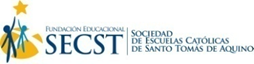 FUNDACIÓN EDUCACIONAL
SECST
SOCIEDAD
DE ESCUELAS CATÓLICAS
DE SANTO TOMÁS DE AQUINO